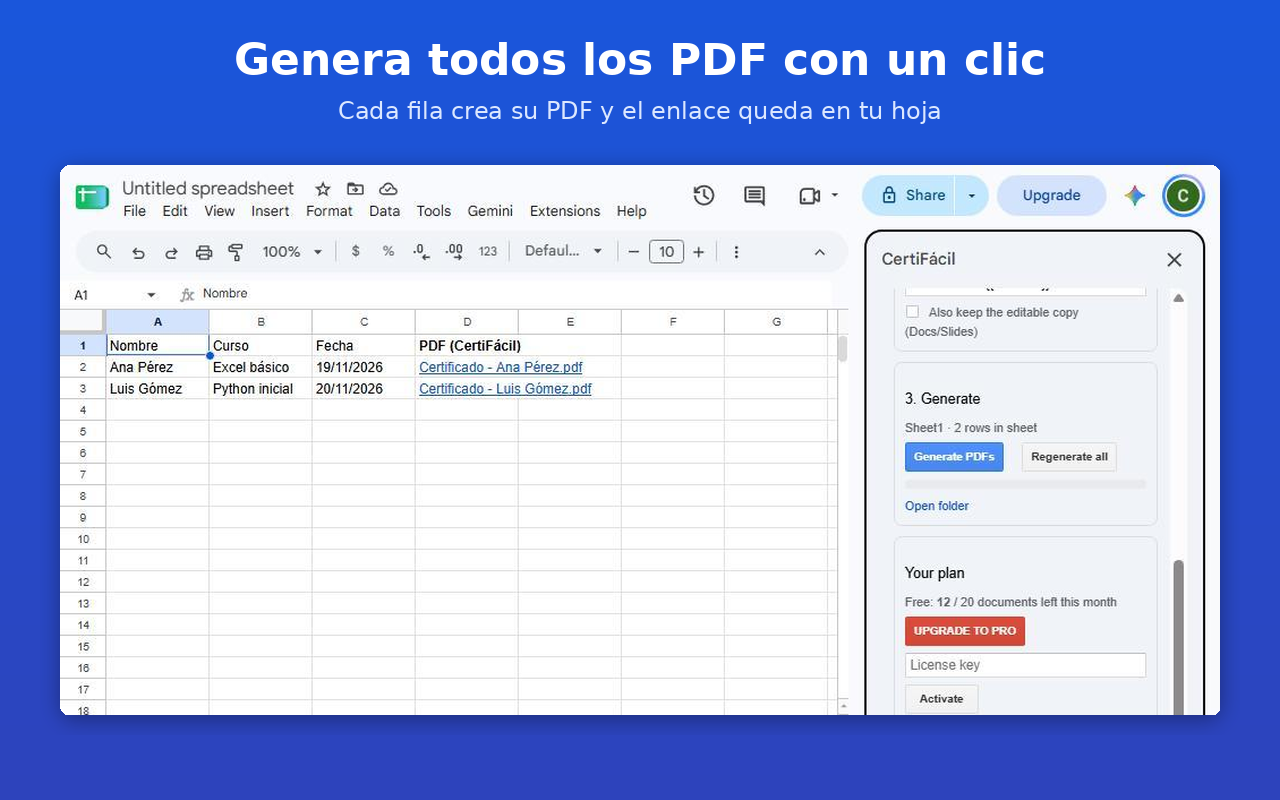 Genera todos los PDF con un clic
Cada fila crea su PDF y el enlace queda en tu hoja
Untitled spreadsheet
File Edit View Insert Format Data Tools Gemini Extensions Help
Share
Upgrade
C
100% $ % .0 .00 123 Defaul... 10
A1 fx Nombre
CertiFácil
A B C D E F G
1 Nombre Curso Fecha PDF (CertiFácil)
2 Ana Pérez Excel básico 19/11/2026 Certificado - Ana Pérez.pdf
3 Luis Gómez Python inicial 20/11/2026 Certificado - Luis Gómez.pdf
4
5
6
7
8
9
10
11
12
13
14
15
16
17
18
Also keep the editable copy
(Docs/Slides)
3. Generate
Sheet1 · 2 rows in sheet
Generate PDFs Regenerate all
Open folder
Your plan
Free: 12 / 20 documents left this month
UPGRADE TO PRO
License key
Activate